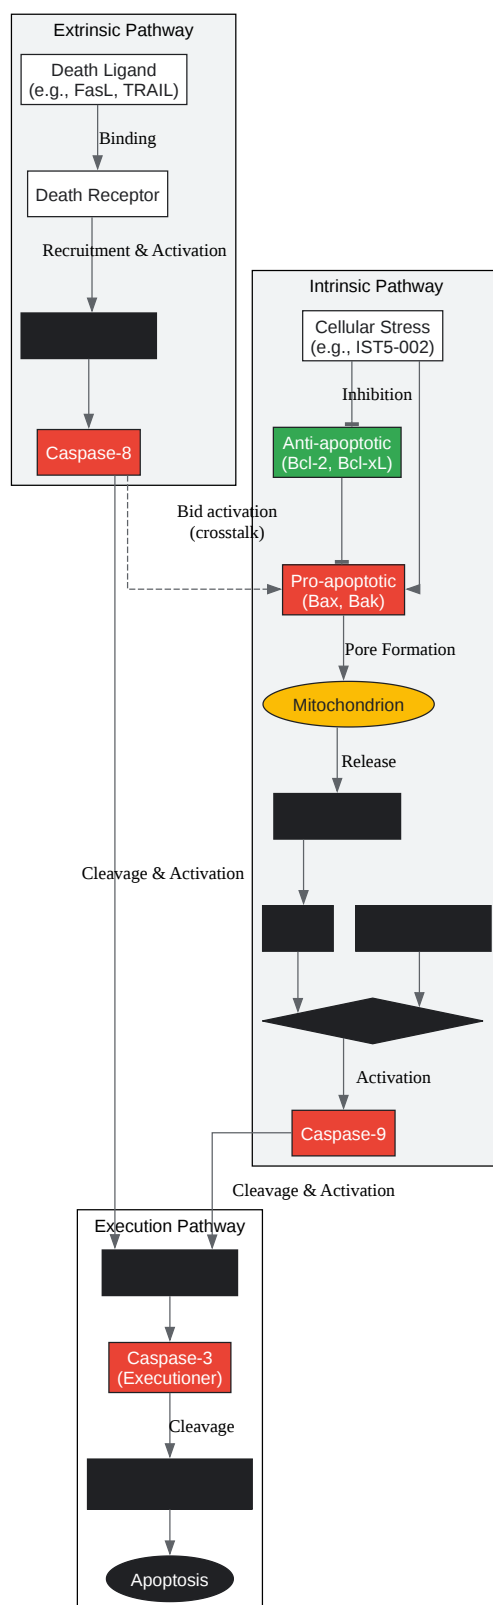 Extrinsic Pathway
Death Ligand
(e.g., FasL, TRAIL)
Binding
Death Receptor
Recruitment & Activation
Caspase-8
Intrinsic Pathway
Cellular Stress
(e.g., IST5-002)
Inhibition
Anti-apoptotic
(Bcl-2, Bcl-xL)
Bid activation
(crosstalk)
Pro-apoptotic
(Bax, Bak)
Pore Formation
Mitochondrion
Release
Cleavage & Activation
Activation
Caspase-9
Cleavage & Activation
Execution Pathway
Caspase-3
(Executioner)
Cleavage
Apoptosis